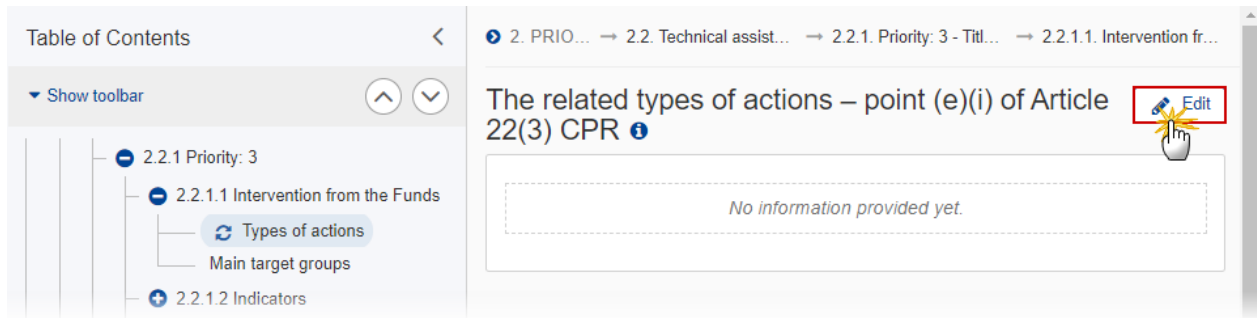 Table of Contents
Show toolbar
2.2.1 Priority: 3
2.2.1.1 Intervention from the Funds
Types of actions
Main target groups
2.2.1.2 Indicators
2. PRIO... → 2.2. Technical assist... → 2.2.1. Priority: 3 - Titl... → 2.2.1.1. Intervention fr...
The related types of actions – point (e)(i) of Article
22(3) CPR
Edit
No information provided yet.